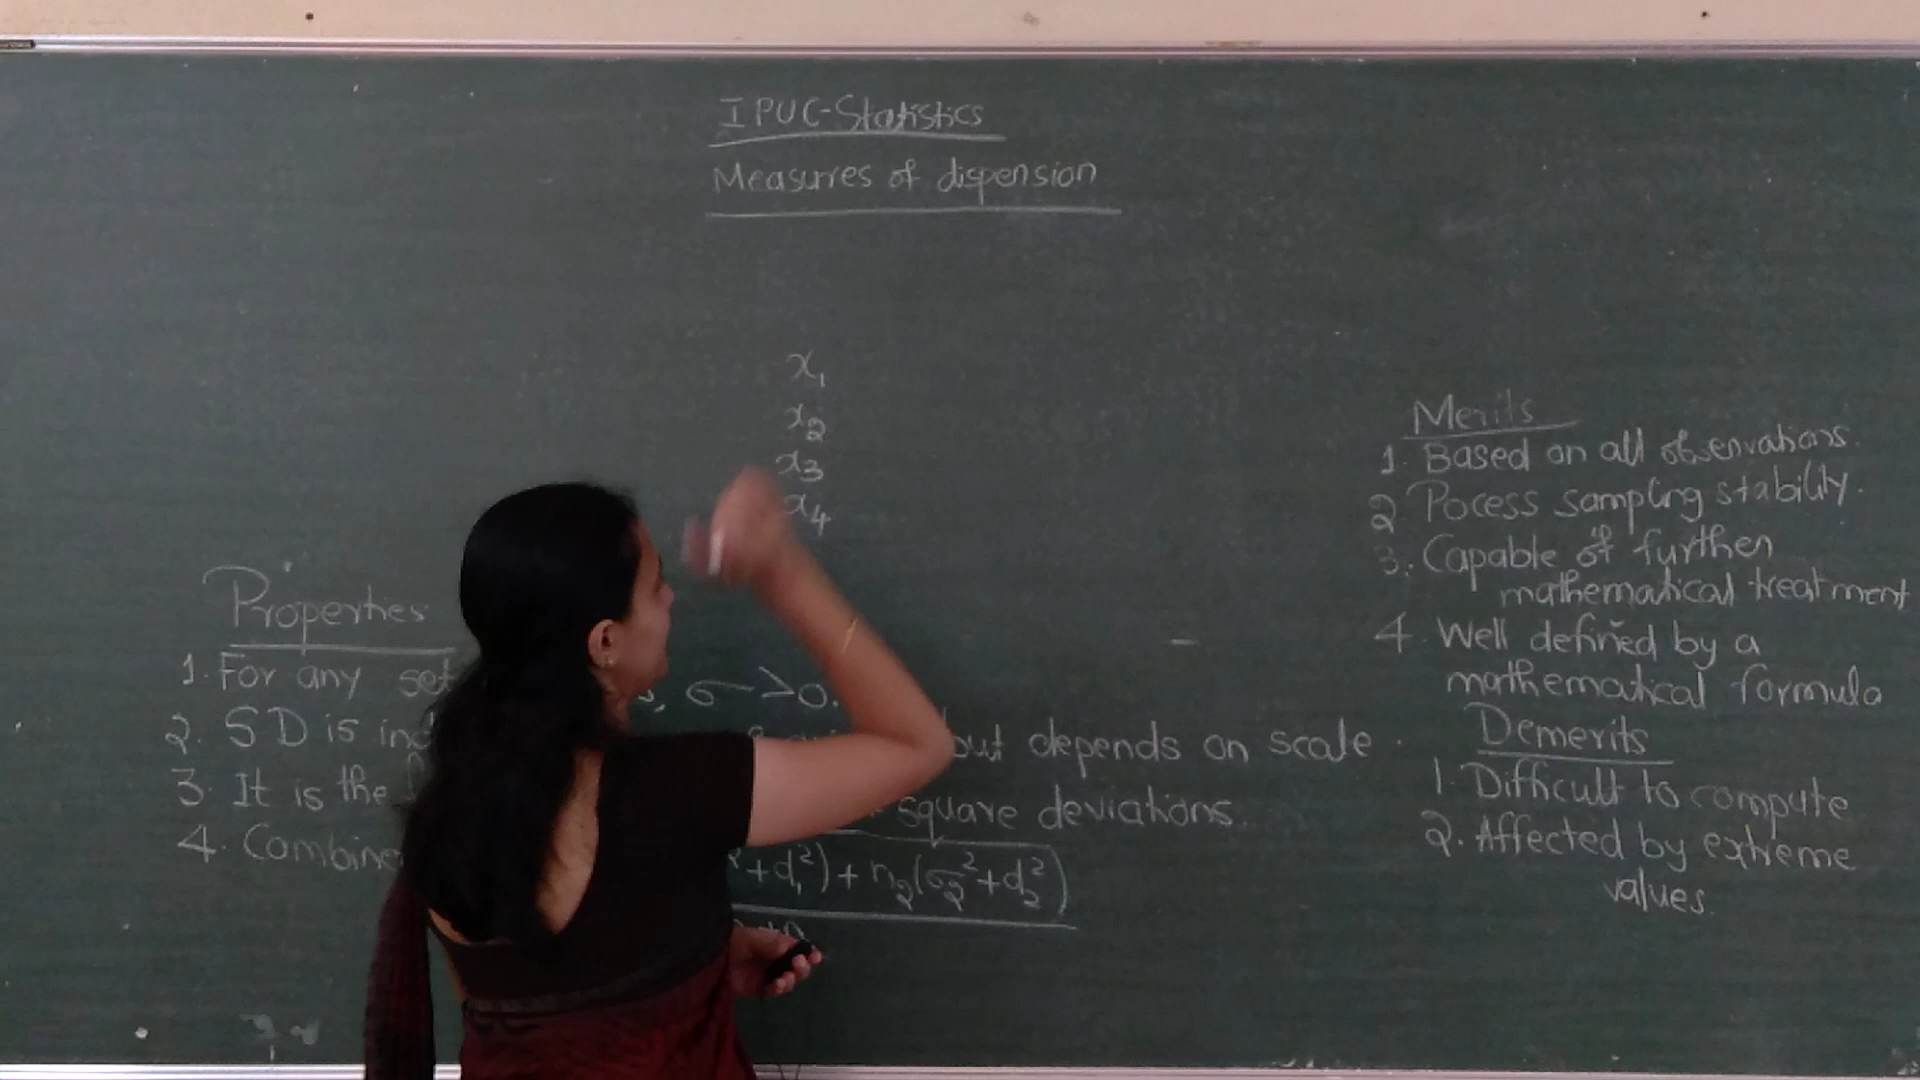 I PUC-Statistics
Measures of dispension
x₁
x₂
x₃
x₄
Properties
1. For any set σ > 0.
2. SD is ind but depends on scale.
3. It is the square deviations.
4. Combine
+d₁²) + n₂(σ₂²+d₂²)
Merits
1. Based on all observations.
2 Pocess sampling stability.
3. Capable of further
mathematical treatment
4. Well defined by a
mathematical formula
Demerits
1. Difficult to compute
2. Affected by extreme
values.